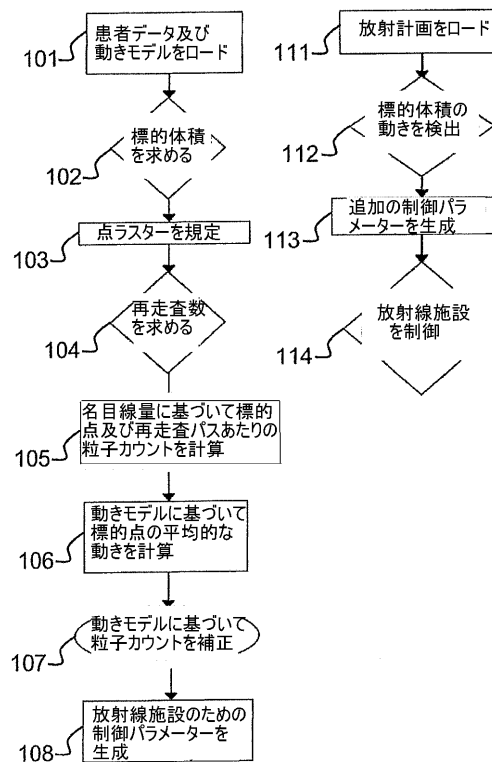 101
患者データ及び
動きモデルをロード
102
標的体積
を求める
103
点ラスターを規定
104
再走査数
を求める
105
名目線量に基づいて標的
点及び再走査パスあたりの
粒子カウントを計算
106
動きモデルに基づいて
標的点の平均的な
動きを計算
107
動きモデルに基づいて
粒子カウントを補正
108
放射線施設のための
制御パラメーターを
生成
111
放射計画をロード
112
標的体積の
動きを検出
113
追加の制御パラ
メーターを生成
114
放射線施設
を制御